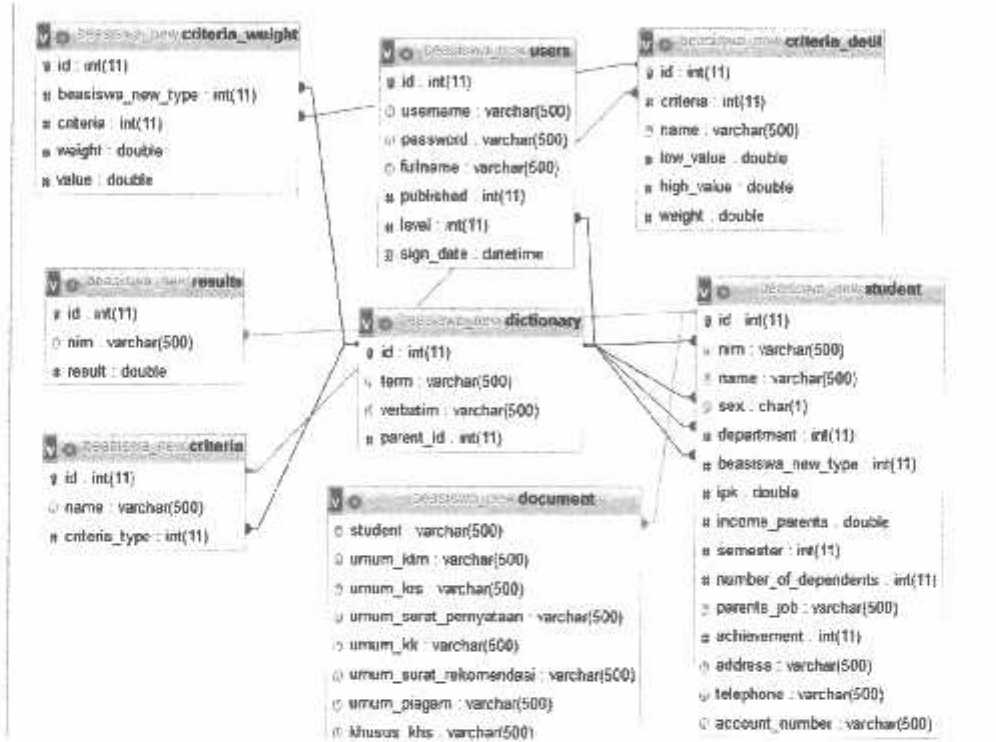 beasiswa_new criteria_weight
id : int(11)
beasiswa_new_type : int(11)
criteria : int(11)
weight : double
value : double
beasiswa_new users
id : int(11)
username : varchar(500)
password : varchar(500)
fullname : varchar(500)
published : int(11)
level : int(11)
sign_date : datetime
beasiswa_new criteria_detil
id : int(11)
criteria : int(11)
name : varchar(500)
low_value : double
high_value : double
weight : double
beasiswa_new results
id : int(11)
nim : varchar(500)
result : double
beasiswa_new dictionary
id : int(11)
term : varchar(500)
verbatim : varchar(500)
parent_id : int(11)
beasiswa_new student
id : int(11)
nim : varchar(500)
name : varchar(500)
sex : char(1)
department : int(11)
beasiswa_new_type : int(11)
ipk : double
income_parents : double
semester : int(11)
number_of_dependents : int(11)
parents_job : varchar(500)
achievement : int(11)
address : varchar(500)
telephone : varchar(500)
account_number : varchar(500)
beasiswa_new criteria
id : int(11)
name : varchar(500)
criteria_type : int(11)
beasiswa_new document
student : varchar(500)
umum_ktm : varchar(500)
umum_krs : varchar(500)
umum_surat_pernyataan : varchar(500)
umum_kk : varchar(500)
umum_surat_rekomendasi : varchar(500)
umum_piagam : varchar(500)
khusus_khs : varchar(500)